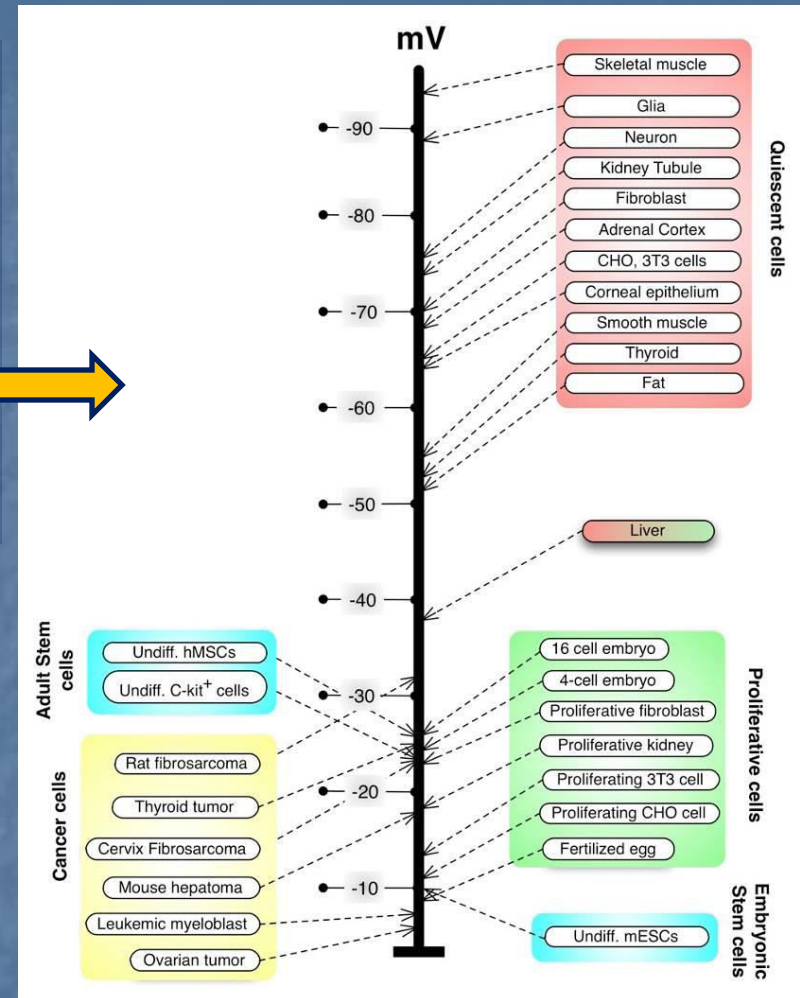 mV
-90
-80
-70
-60
-50
-40
-30
-20
-10
Skeletal muscle
Glia
Neuron
Kidney Tubule
Fibroblast
Adrenal Cortex
CHO, 3T3 cells
Corneal epithelium
Smooth muscle
Thyroid
Fat
Quiescent cells
Liver
Adult Stem
cells
Undiff. hMSCs
Undiff. C-kit⁺ cells
Cancer cells
Rat fibrosarcoma
Thyroid tumor
Cervix Fibrosarcoma
Mouse hepatoma
Leukemic myeloblast
Ovarian tumor
16 cell embryo
4-cell embryo
Proliferative fibroblast
Proliferative kidney
Proliferating 3T3 cell
Proliferating CHO cell
Fertilized egg
Proliferative cells
Undiff. mESCs
Embryonic
Stem cells